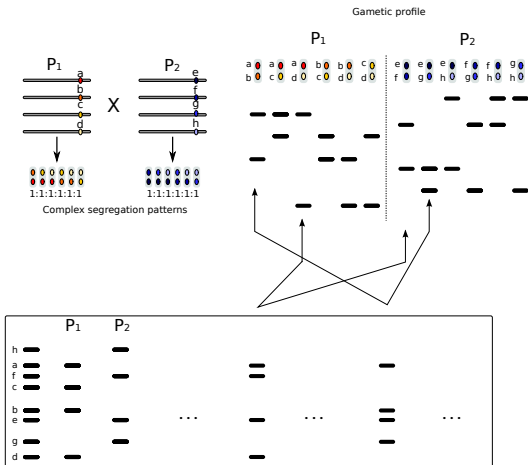 Gametic profile
P1 P2
P1 P2
a e
b f
c X g
d h
a a a b b c e e e f f g
b c d c d d f g h g h h
1:1:1:1:1:1 1:1:1:1:1:1
Complex segregation patterns
P1 P2
h
a
f
c
b
e ... ... ...
g
d